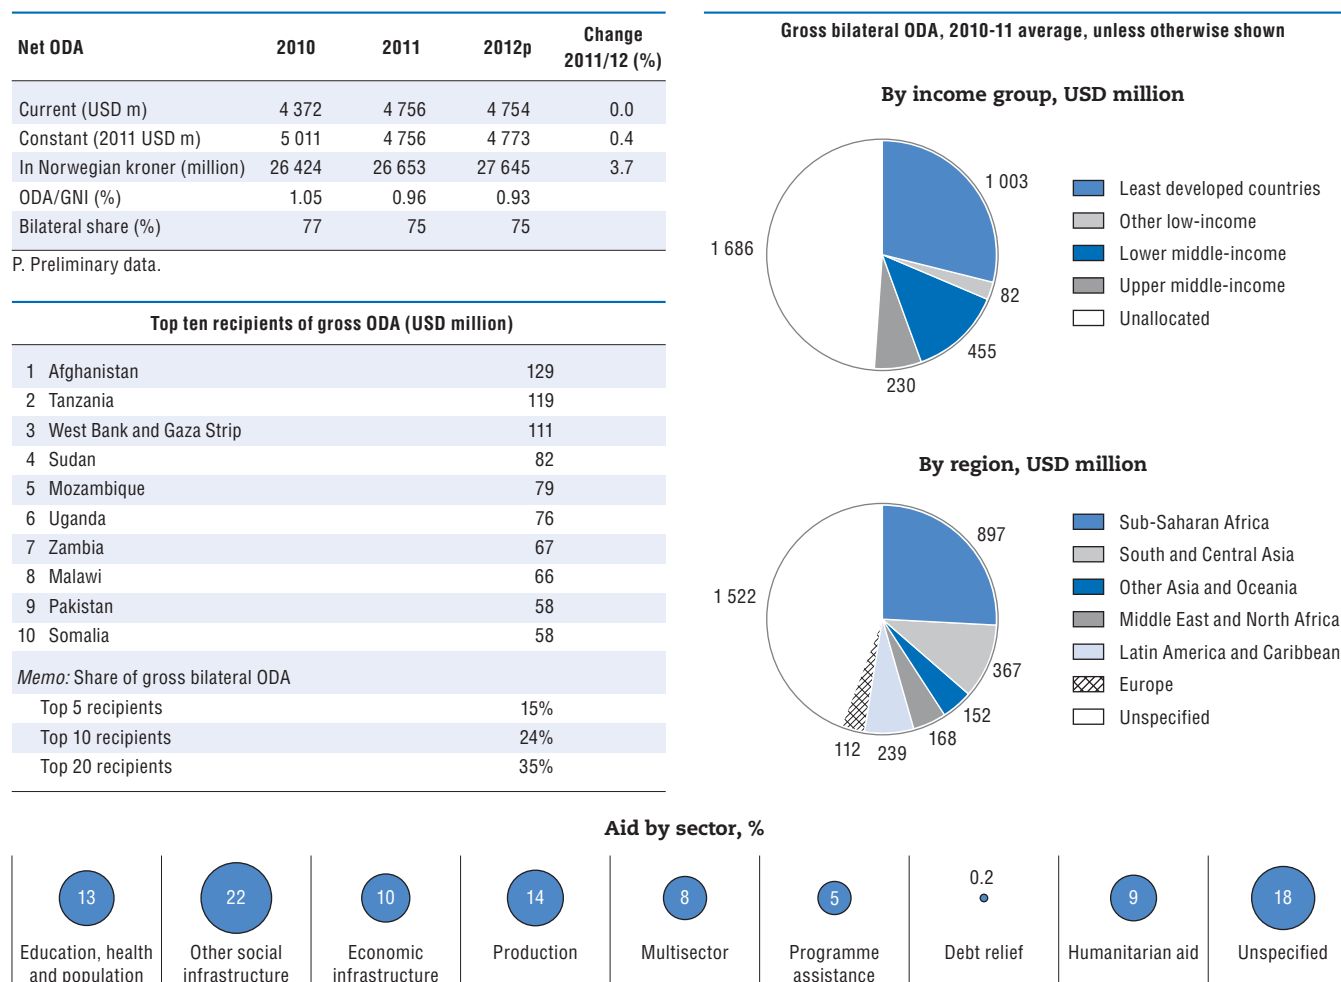 Net ODA 2010 2011 2012p Change 2011/12 (%)
Current (USD m) 4 372 4 756 4 754 0.0
Constant (2011 USD m) 5 011 4 756 4 773 0.4
In Norwegian kroner (million) 26 424 26 653 27 645 3.7
ODA/GNI (%) 1.05 0.96 0.93
Bilateral share (%) 77 75 75
P. Preliminary data.
Top ten recipients of gross ODA (USD million)
1 Afghanistan 129
2 Tanzania 119
3 West Bank and Gaza Strip 111
4 Sudan 82
5 Mozambique 79
6 Uganda 76
7 Zambia 67
8 Malawi 66
9 Pakistan 58
10 Somalia 58
Memo: Share of gross bilateral ODA
Top 5 recipients 15%
Top 10 recipients 24%
Top 20 recipients 35%
Gross bilateral ODA, 2010-11 average, unless otherwise shown
By income group, USD million
1 003
82
455
230
1 686
Least developed countries
Other low-income
Lower middle-income
Upper middle-income
Unallocated
By region, USD million
897
367
152
168
239
112
1 522
Sub-Saharan Africa
South and Central Asia
Other Asia and Oceania
Middle East and North Africa
Latin America and Caribbean
Europe
Unspecified
Aid by sector, %
13 22 10 14 8 5 0.2 9 18
Education, health and population
Other social infrastructure
Economic infrastructure
Production
Multisector
Programme assistance
Debt relief
Humanitarian aid
Unspecified